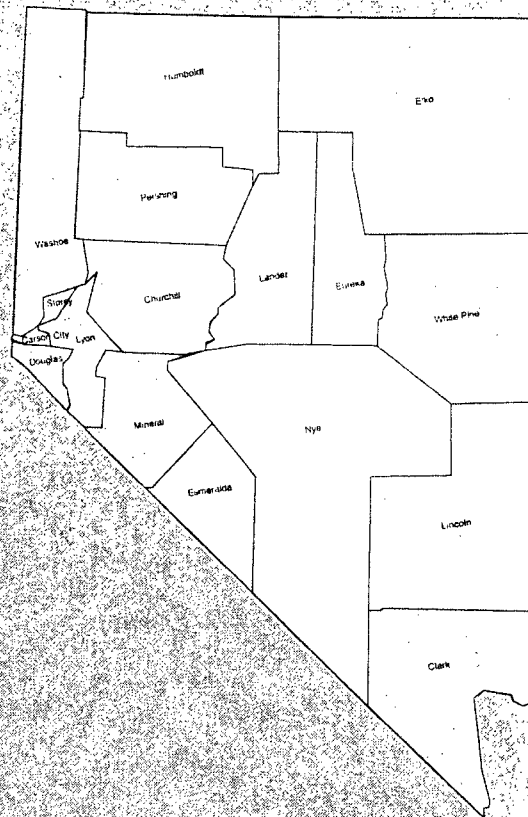 Humboldt
Elko
Pershing
Washoe
Lander
Eureka
Churchill
Storey
White Pine
Carson City
Lyon
Douglas
Mineral
Nye
Esmeralda
Lincoln
Clark